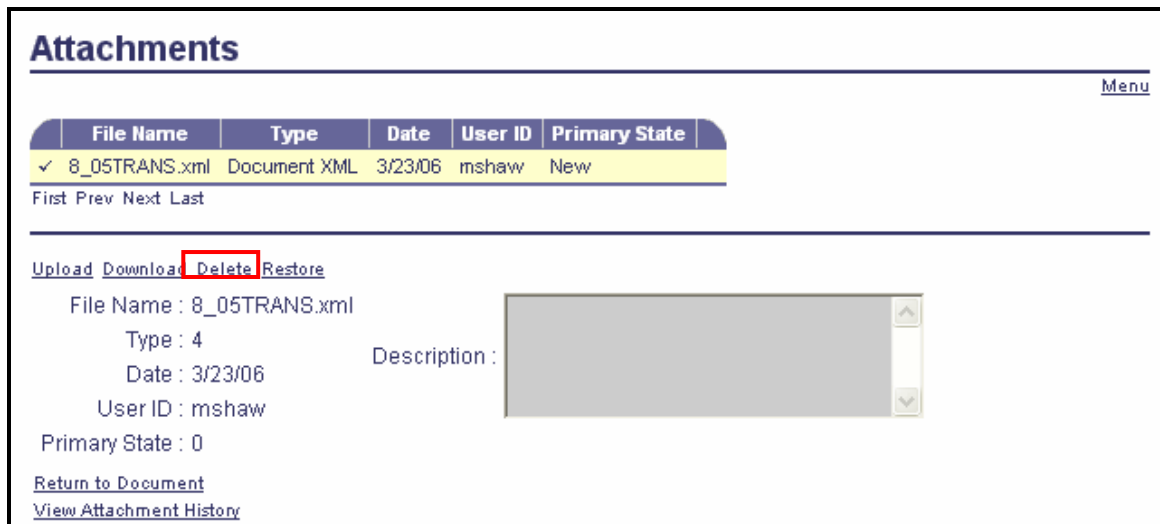 Attachments
Menu
File Name Type Date User ID Primary State
✓ 8_05TRANS.xml Document XML 3/23/06 mshaw New
First Prev Next Last
Upload Download Delete Restore
File Name : 8_05TRANS.xml
Type : 4
Description :
Date : 3/23/06
User ID : mshaw
Primary State : 0
Return to Document
View Attachment History